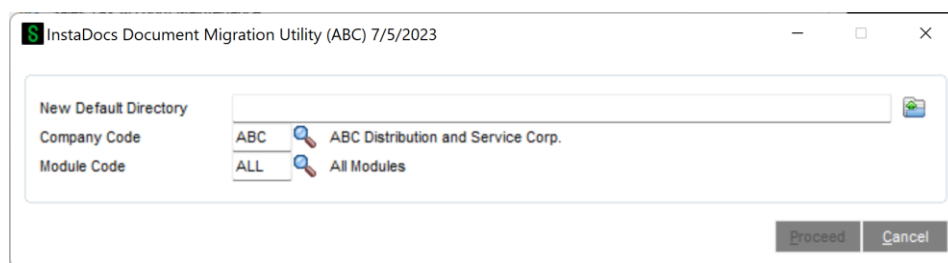 InstaDocs Document Migration Utility (ABC) 7/5/2023
New Default Directory
Company Code ABC ABC Distribution and Service Corp.
Module Code ALL All Modules
Proceed Cancel